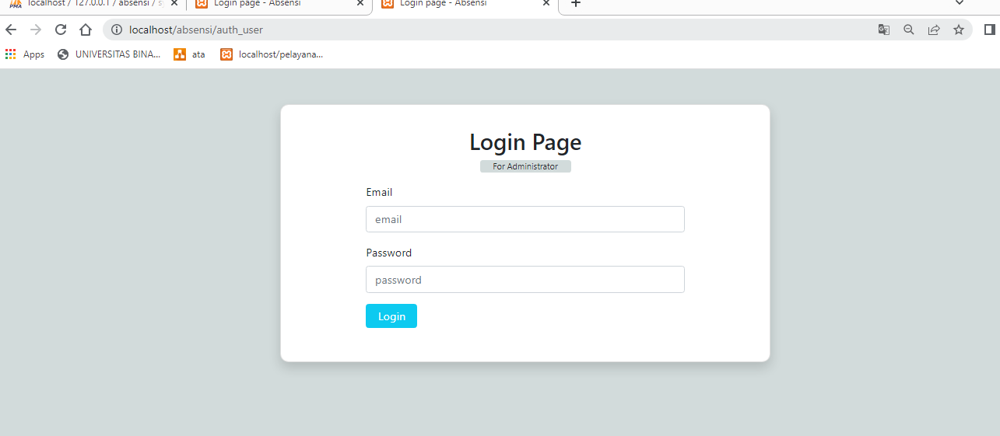 PMA localhost / 127.0.0.1 / absensi / s
Login page - Absensi
Login page - Absensi
localhost/absensi/auth_user
Apps UNIVERSITAS BINA... ata localhost/pelayana...
Login Page
For Administrator
Email
email
Password
password
Login